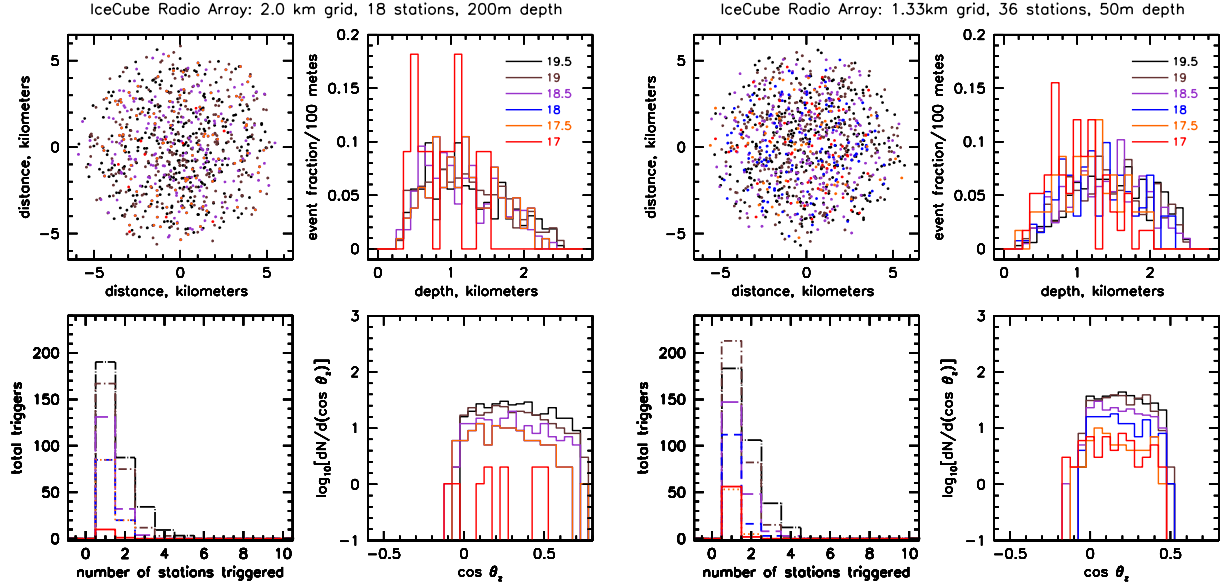 IceCube Radio Array: 2.0 km grid, 18 stations, 200m depth
distance, kilometers
5
0
−5
−5 0 5
distance, kilometers
event fraction/100 metes
0.2
0.15
0.1
0.05
0
0 1 2
depth, kilometers
19.5
19
18.5
18
17.5
17
total triggers
200
150
100
50
0
0 2 4 6 8 10
number of stations triggered
log10[dN/d(cos θz)]
3
2
1
0
−1
−0.5 0 0.5
cos θz
IceCube Radio Array: 1.33km grid, 36 stations, 50m depth
distance, kilometers
5
0
−5
−5 0 5
distance, kilometers
event fraction/100 metes
0.2
0.15
0.1
0.05
0
0 1 2
depth, kilometers
19.5
19
18.5
18
17.5
17
total triggers
200
150
100
50
0
0 2 4 6 8 10
number of stations triggered
log10[dN/d(cos θz)]
3
2
1
0
−1
−0.5 0 0.5
cos θz